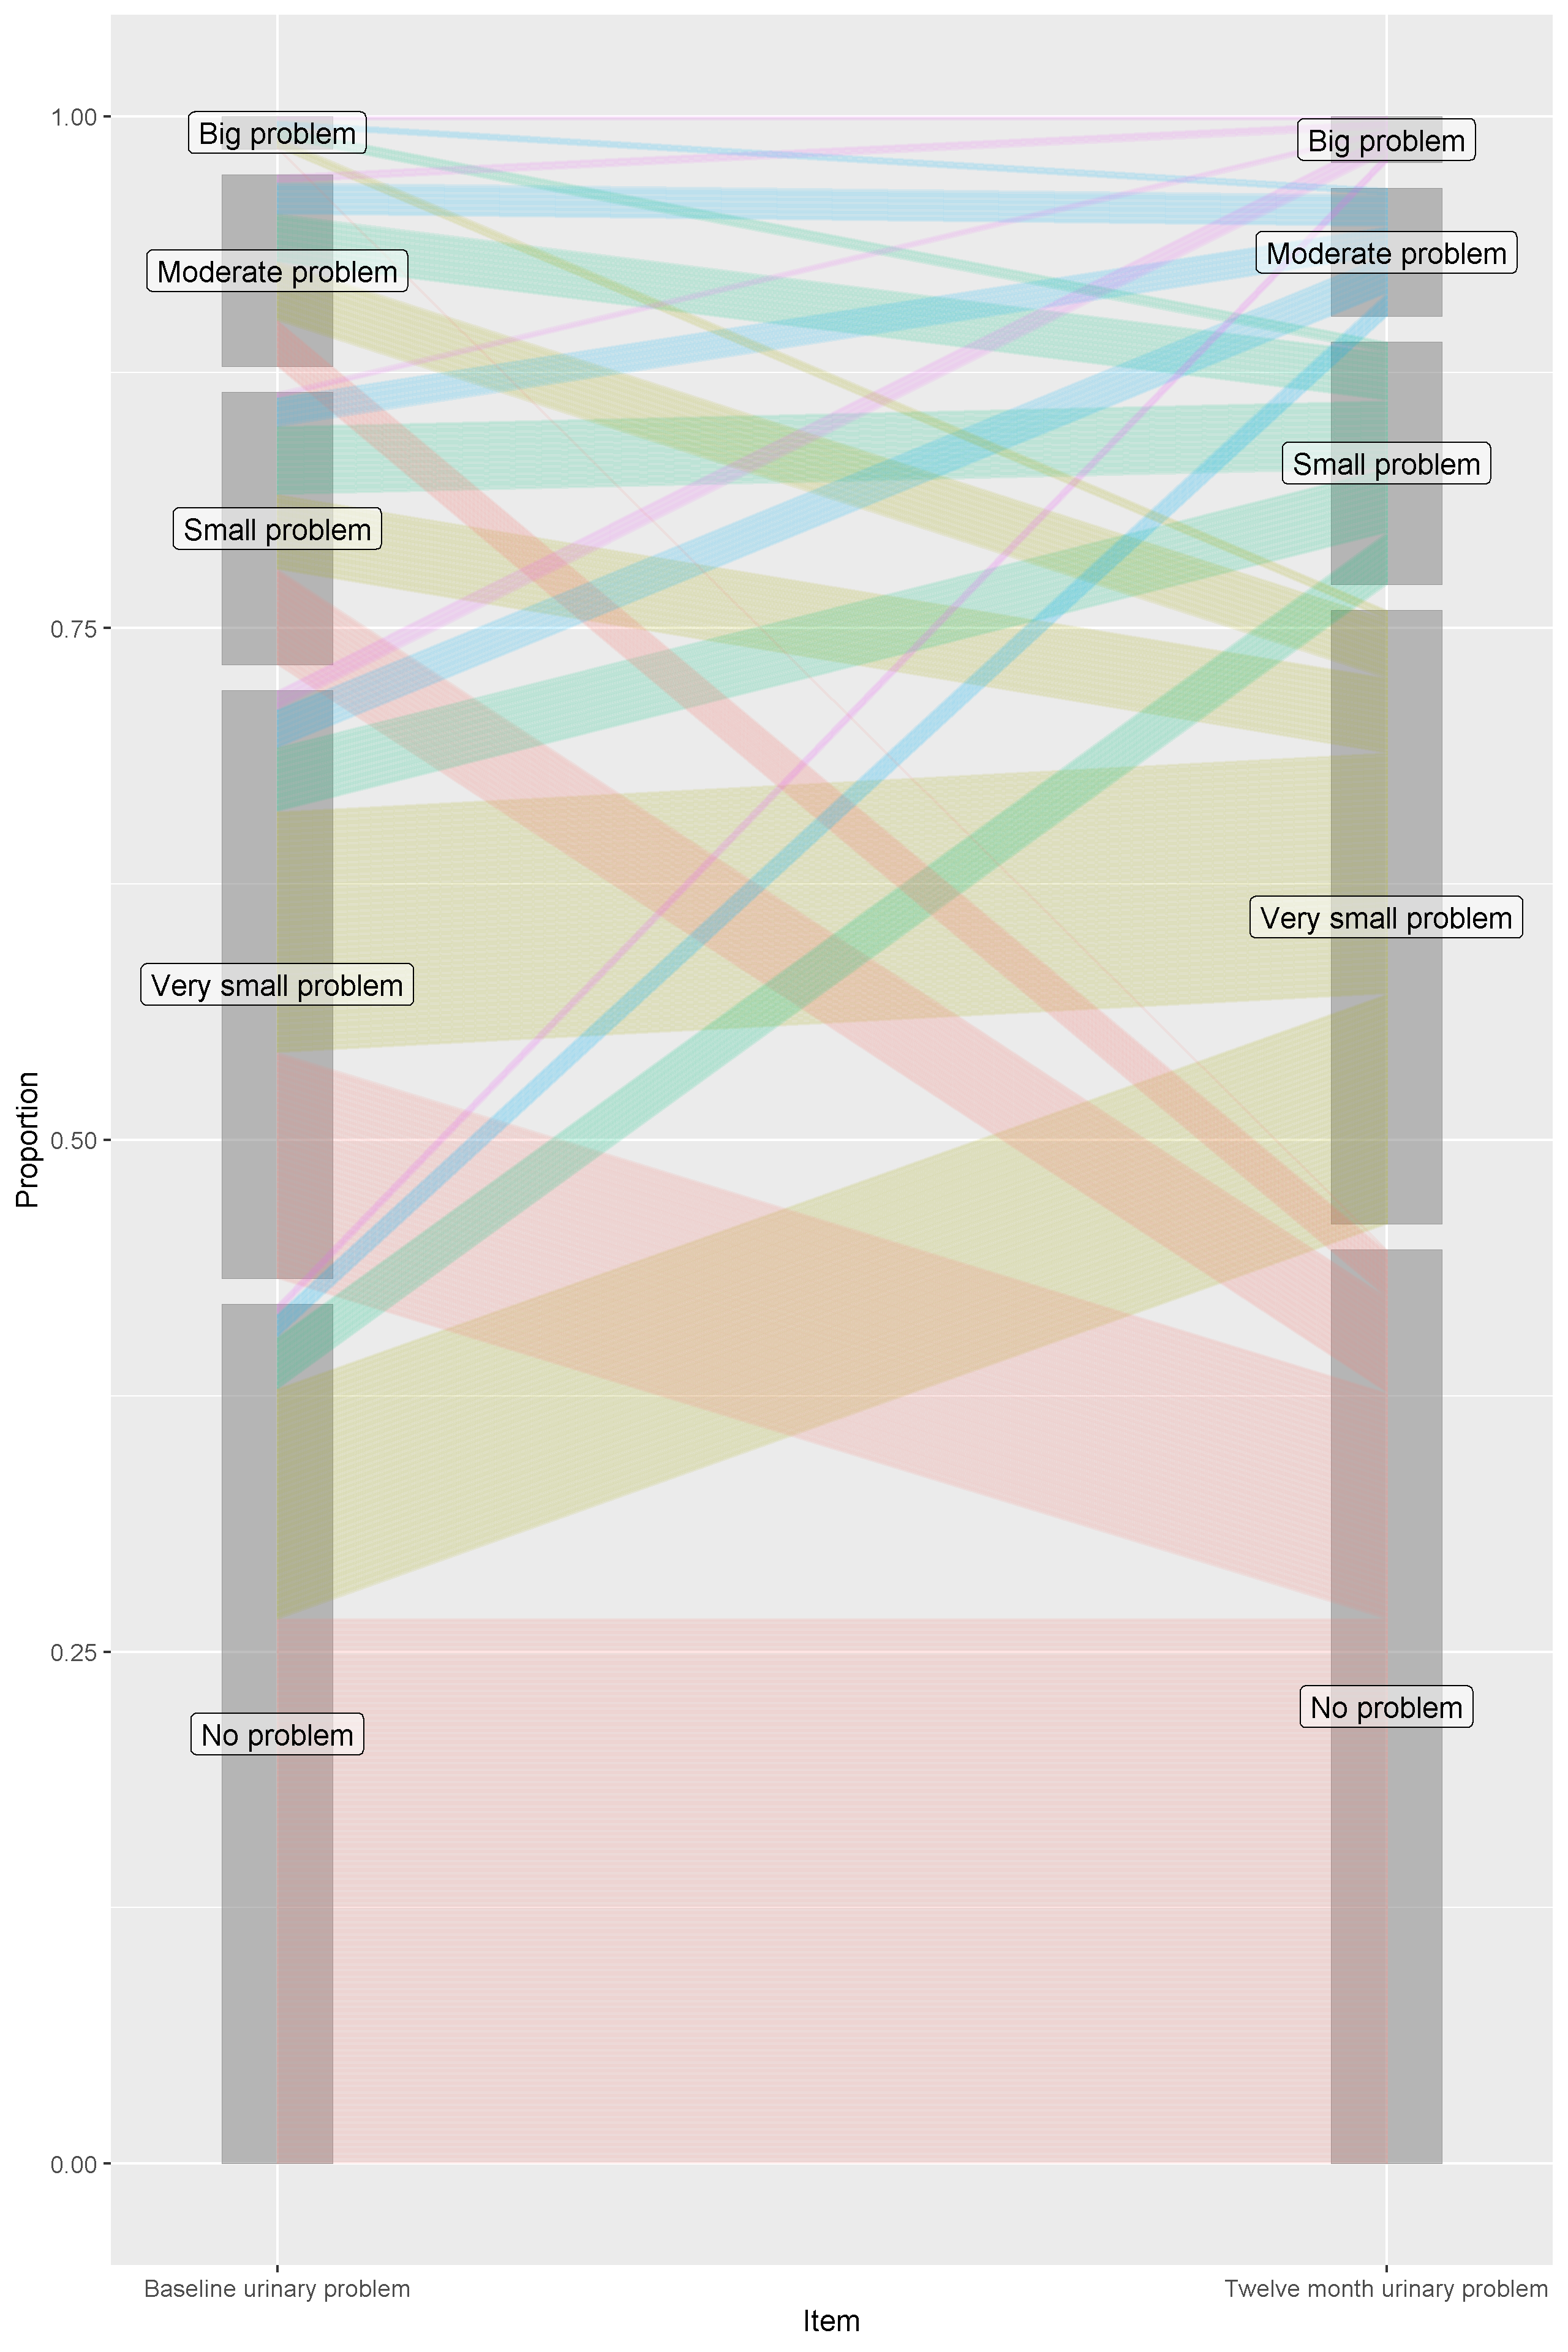 1.00
0.75
0.50
0.25
0.00
Proportion
Big problem
Moderate problem
Small problem
Very small problem
No problem
Big problem
Moderate problem
Small problem
Very small problem
No problem
Baseline urinary problem
Twelve month urinary problem
Item